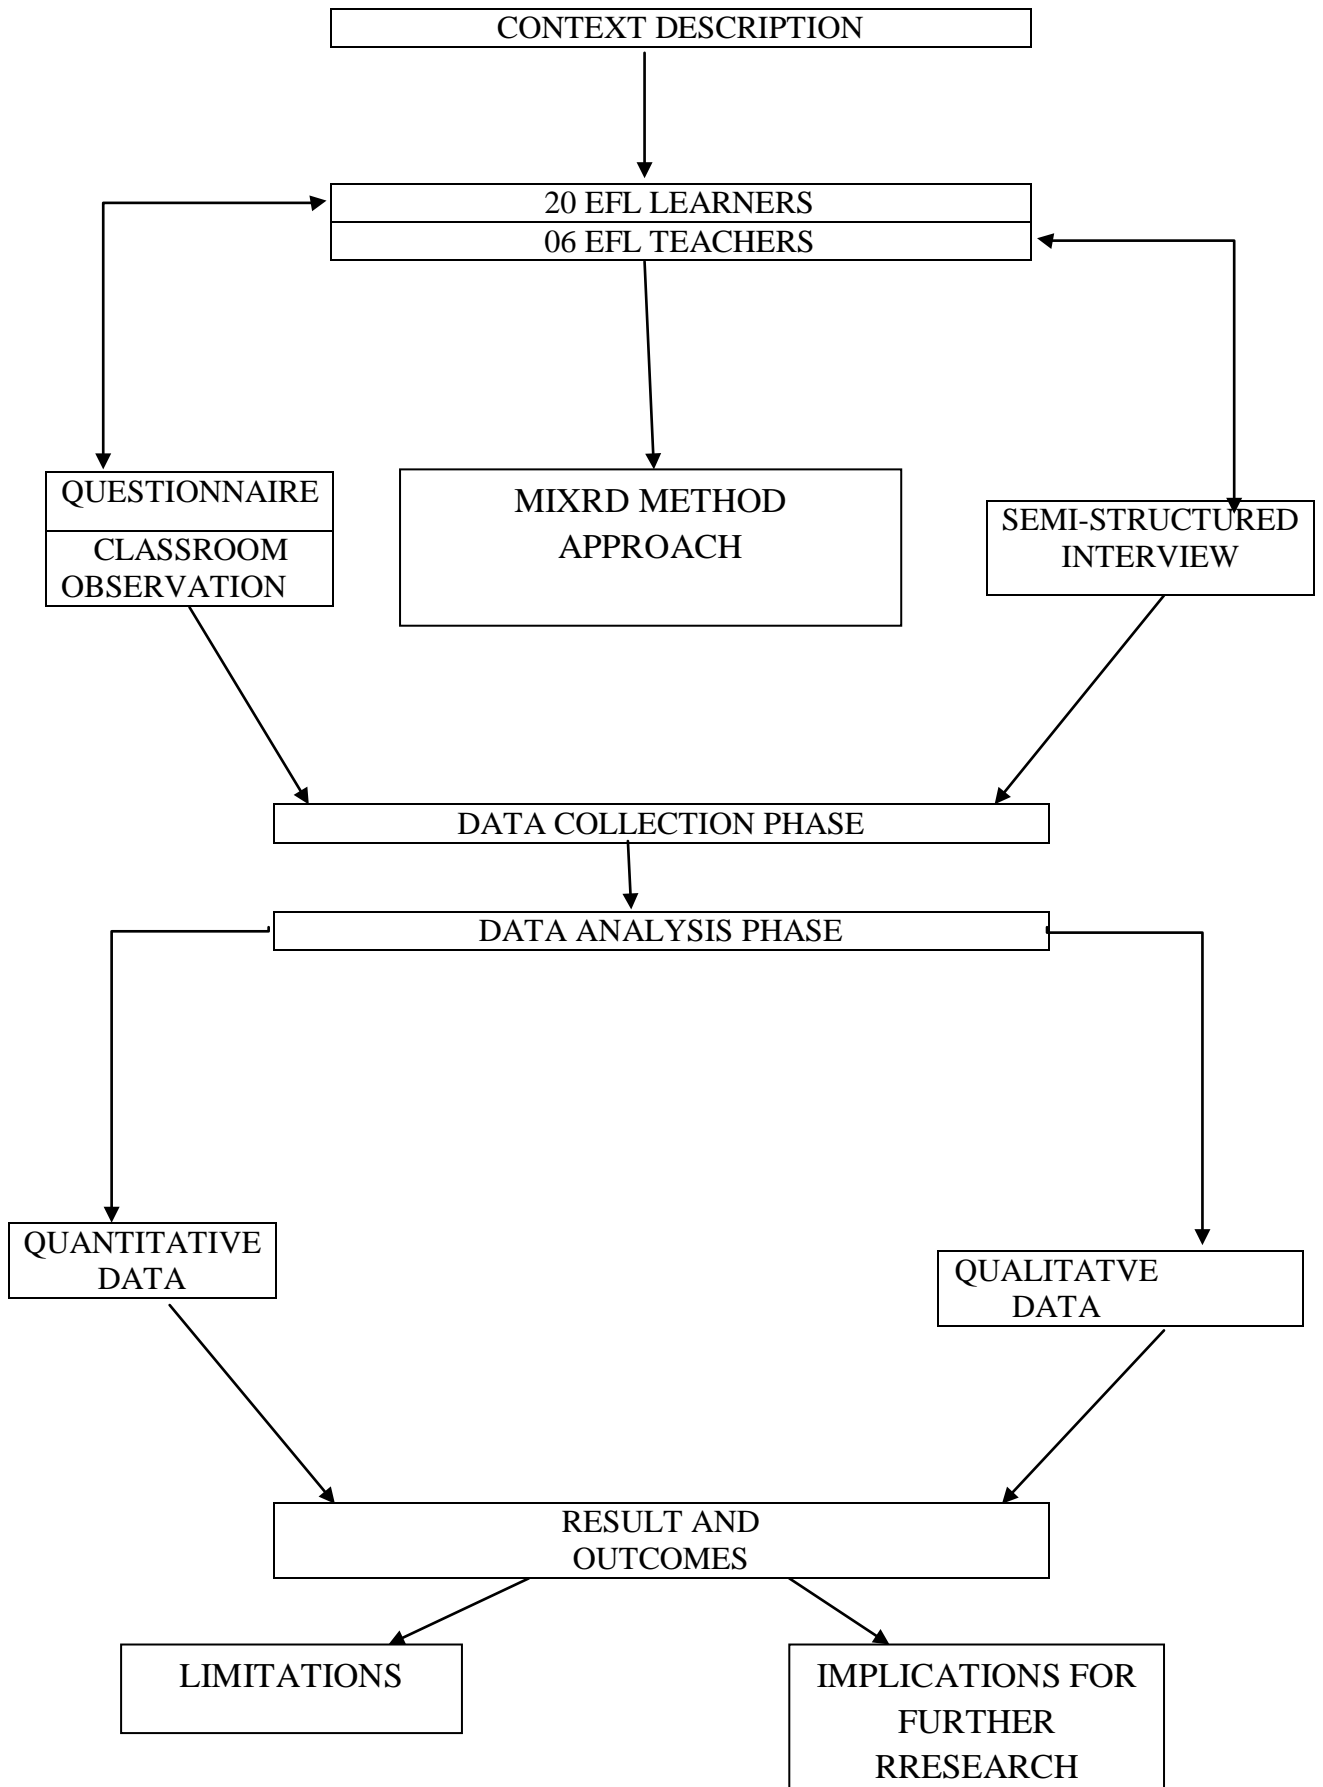 CONTEXT DESCRIPTION
20 EFL LEARNERS
06 EFL TEACHERS
QUESTIONNAIRE
CLASSROOM
OBSERVATION
MIXRD METHOD
APPROACH
SEMI-STRUCTURED
INTERVIEW
DATA COLLECTION PHASE
DATA ANALYSIS PHASE
QUANTITATIVE
DATA
QUALITATVE
DATA
RESULT AND
OUTCOMES
LIMITATIONS
IMPLICATIONS FOR
FURTHER
RRESEARCH